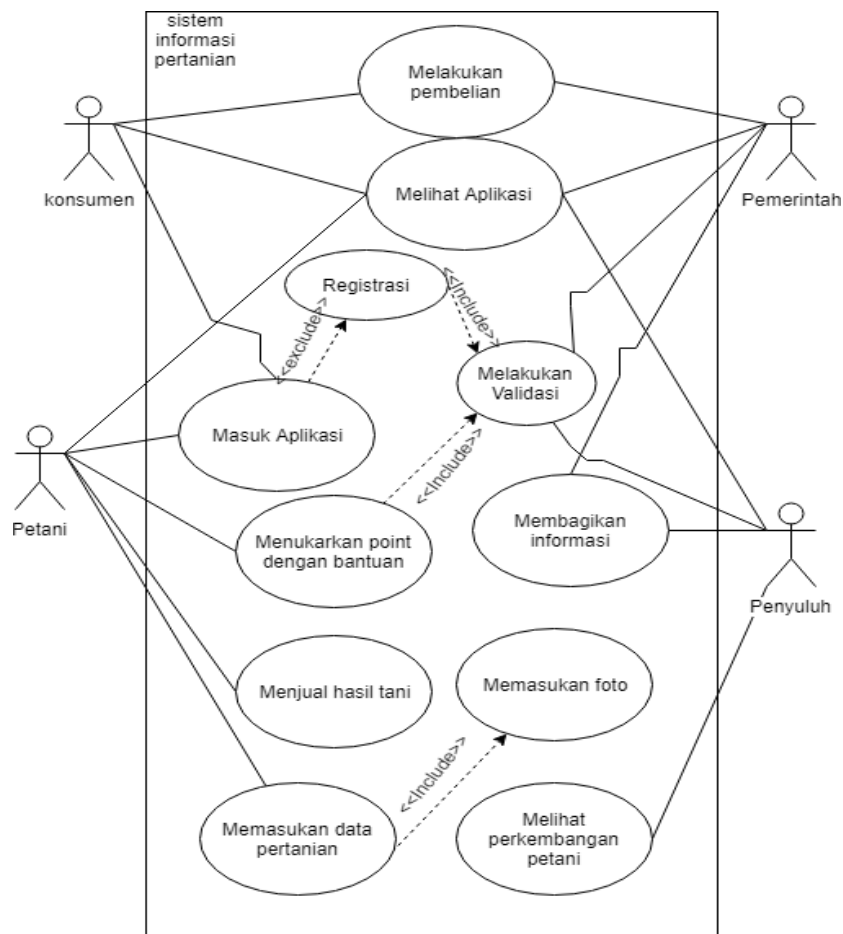 sistem
informasi
pertanian
Melakukan
pembelian
konsumen
Melihat Aplikasi
Pemerintah
Registrasi
<<Include>>
<<exclude>>
Melakukan
Validasi
Masuk Aplikasi
<<Include>>
Petani
Menukarkan point
dengan bantuan
Membagikan
informasi
Penyuluh
Menjual hasil tani
Memasukan foto
<<Include>>
Memasukan data
pertanian
Melihat
perkembangan
petani